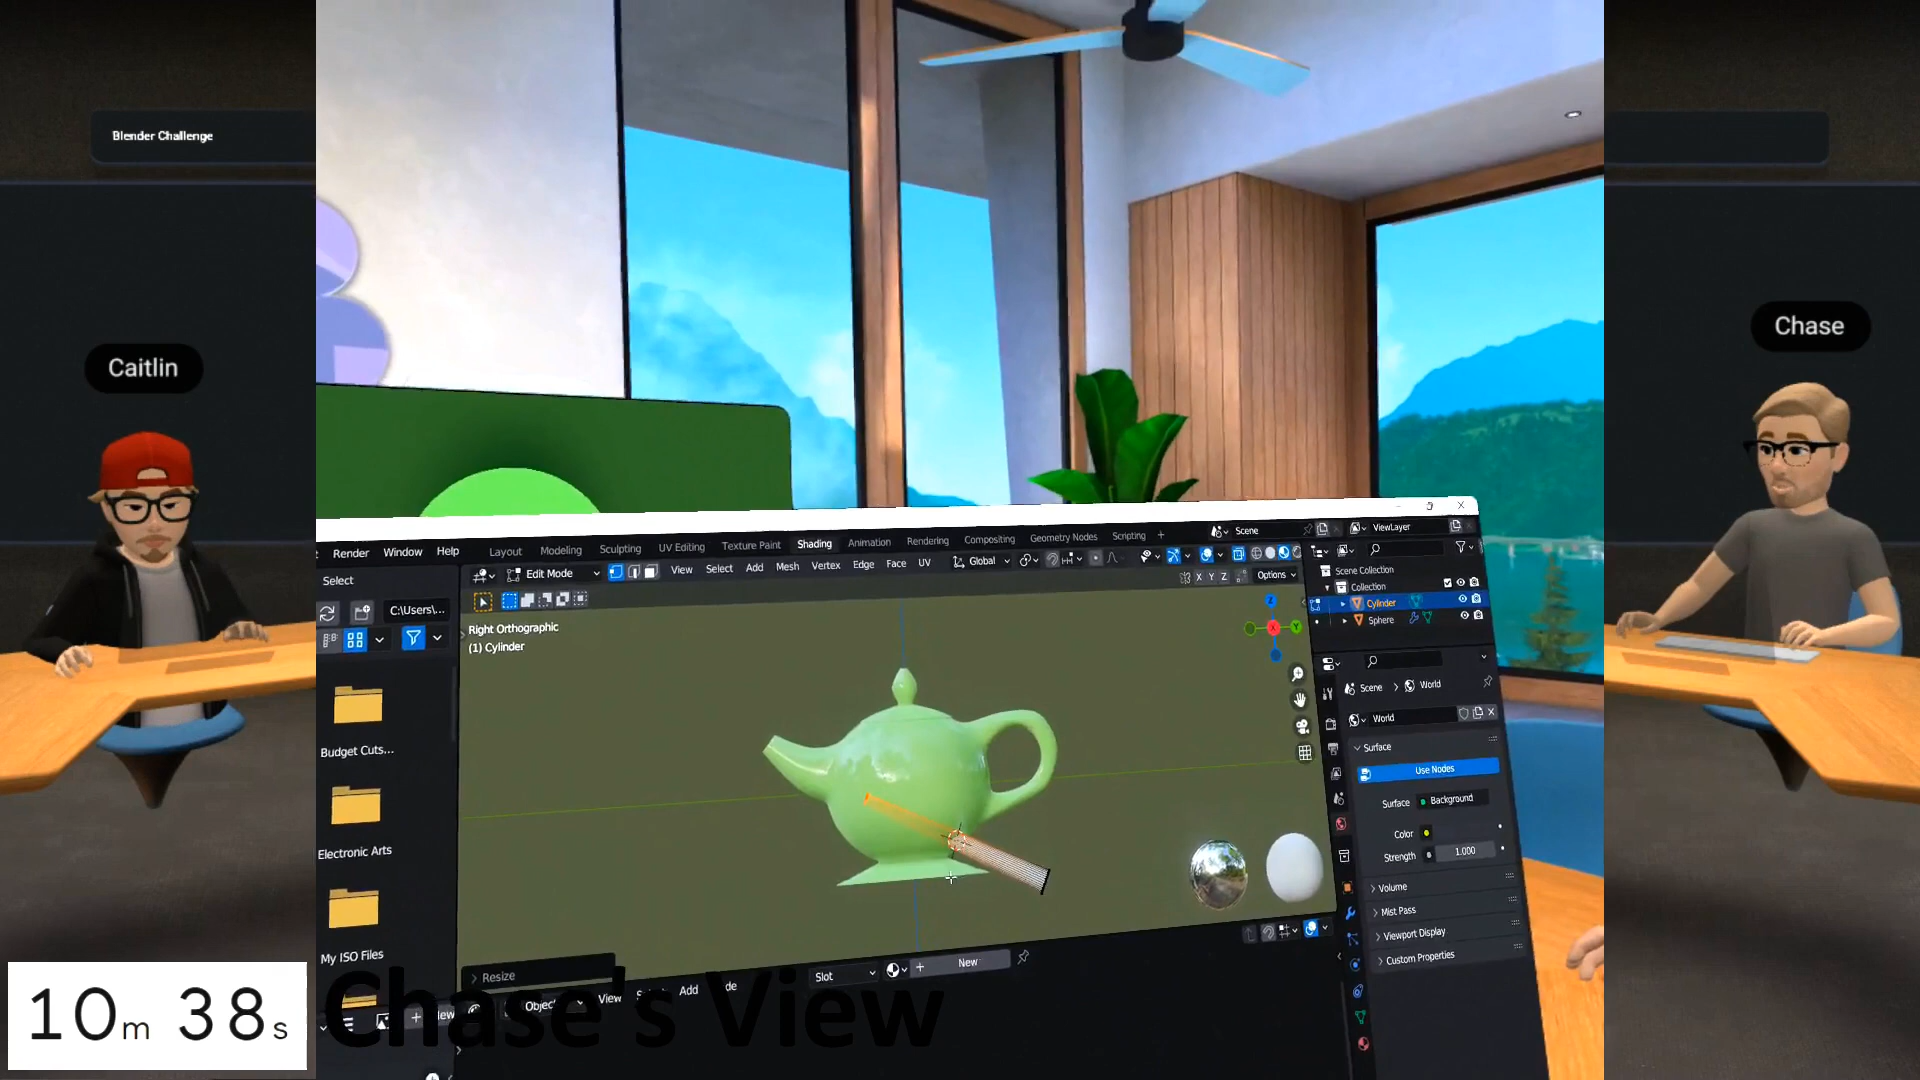 Blender Challenge
Caitlin
Chase
Render Window Help
Layout Modeling Sculpting UV Editing Texture Paint Shading Animation Rendering Compositing Geometry Nodes Scripting +
Scene
ViewLayer
Select
Edit Mode
View Select Add Mesh Vertex Edge Face UV
Global
X Y Z
Options
C:\Users\...
Right Orthographic
(1) Cylinder
Scene Collection
Collection
Cylinder
Sphere
Scene > World
World
Surface
Use Nodes
Surface Background
Color
Strength 1.000
Volume
Mist Pass
Viewport Display
Custom Properties
Budget Cuts...
Electronic Arts
My ISO Files
Resize
Slot
New
Object
View
Add
Chase's View
10m 38s